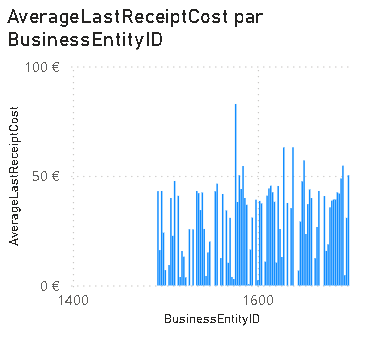 AverageLastReceiptCost par
BusinessEntityID
100 €
50 €
0 €
AverageLastReceiptCost
1400
1600
BusinessEntityID